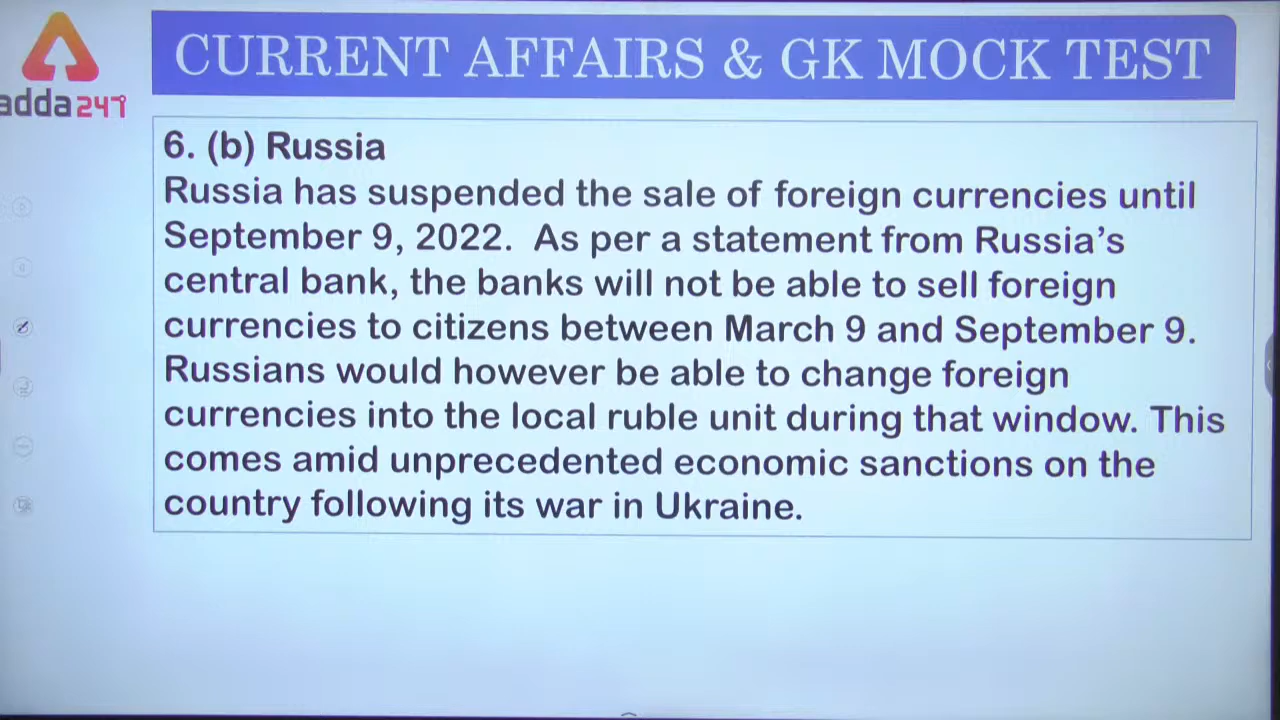 CURRENT AFFAIRS & GK MOCK TEST
adda247
6. (b) Russia
Russia has suspended the sale of foreign currencies until
September 9, 2022. As per a statement from Russia's
central bank, the banks will not be able to sell foreign
currencies to citizens between March 9 and September 9.
Russians would however be able to change foreign
currencies into the local ruble unit during that window. This
comes amid unprecedented economic sanctions on the
country following its war in Ukraine.